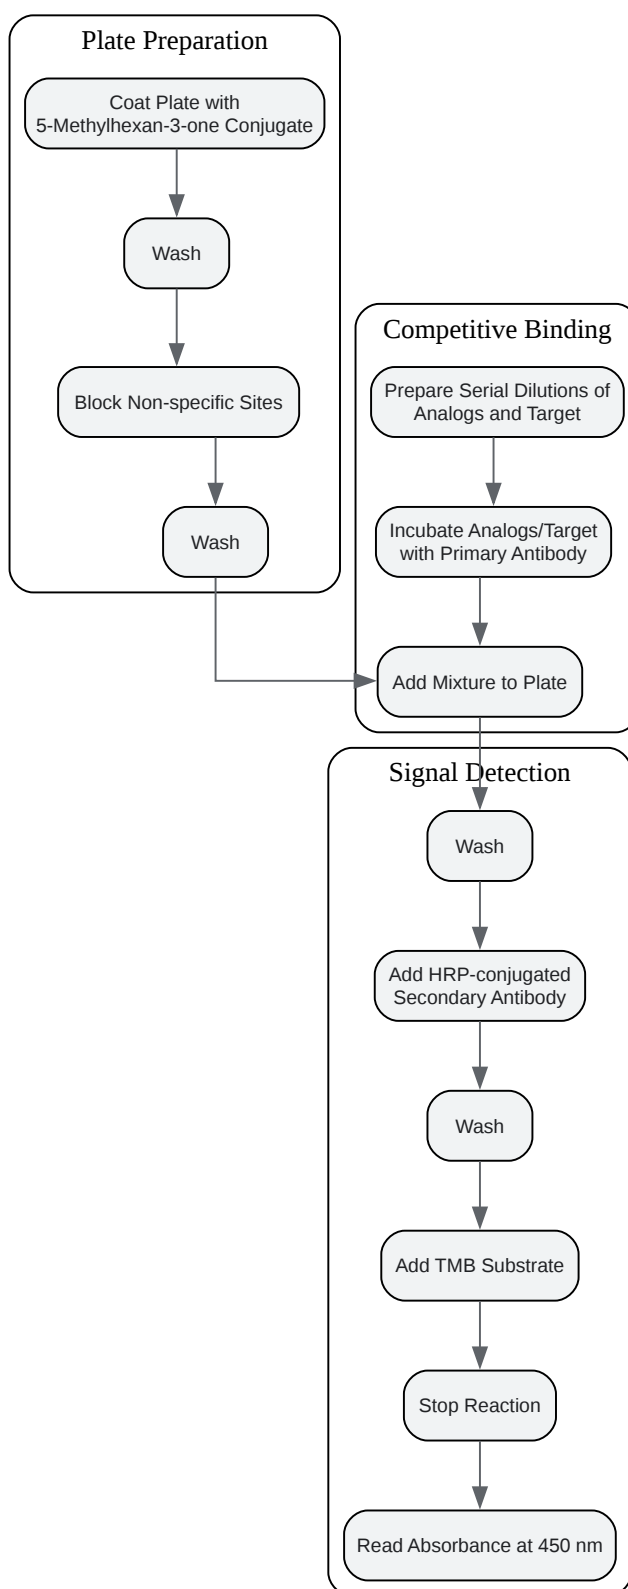 Plate Preparation
Coat Plate with
5-Methylhexan-3-one Conjugate
Wash
Block Non-specific Sites
Wash
Competitive Binding
Prepare Serial Dilutions of
Analogs and Target
Incubate Analogs/Target
with Primary Antibody
Add Mixture to Plate
Signal Detection
Wash
Add HRP-conjugated
Secondary Antibody
Wash
Add TMB Substrate
Stop Reaction
Read Absorbance at 450 nm